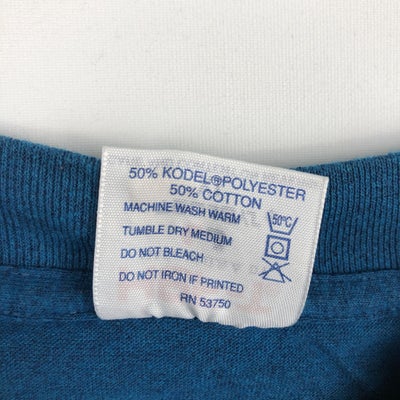 50% KODEL®POLYESTER
50% COTTON
MACHINE WASH WARM
50°C
TUMBLE DRY MEDIUM
DO NOT BLEACH
DO NOT IRON IF PRINTED
RN 53750